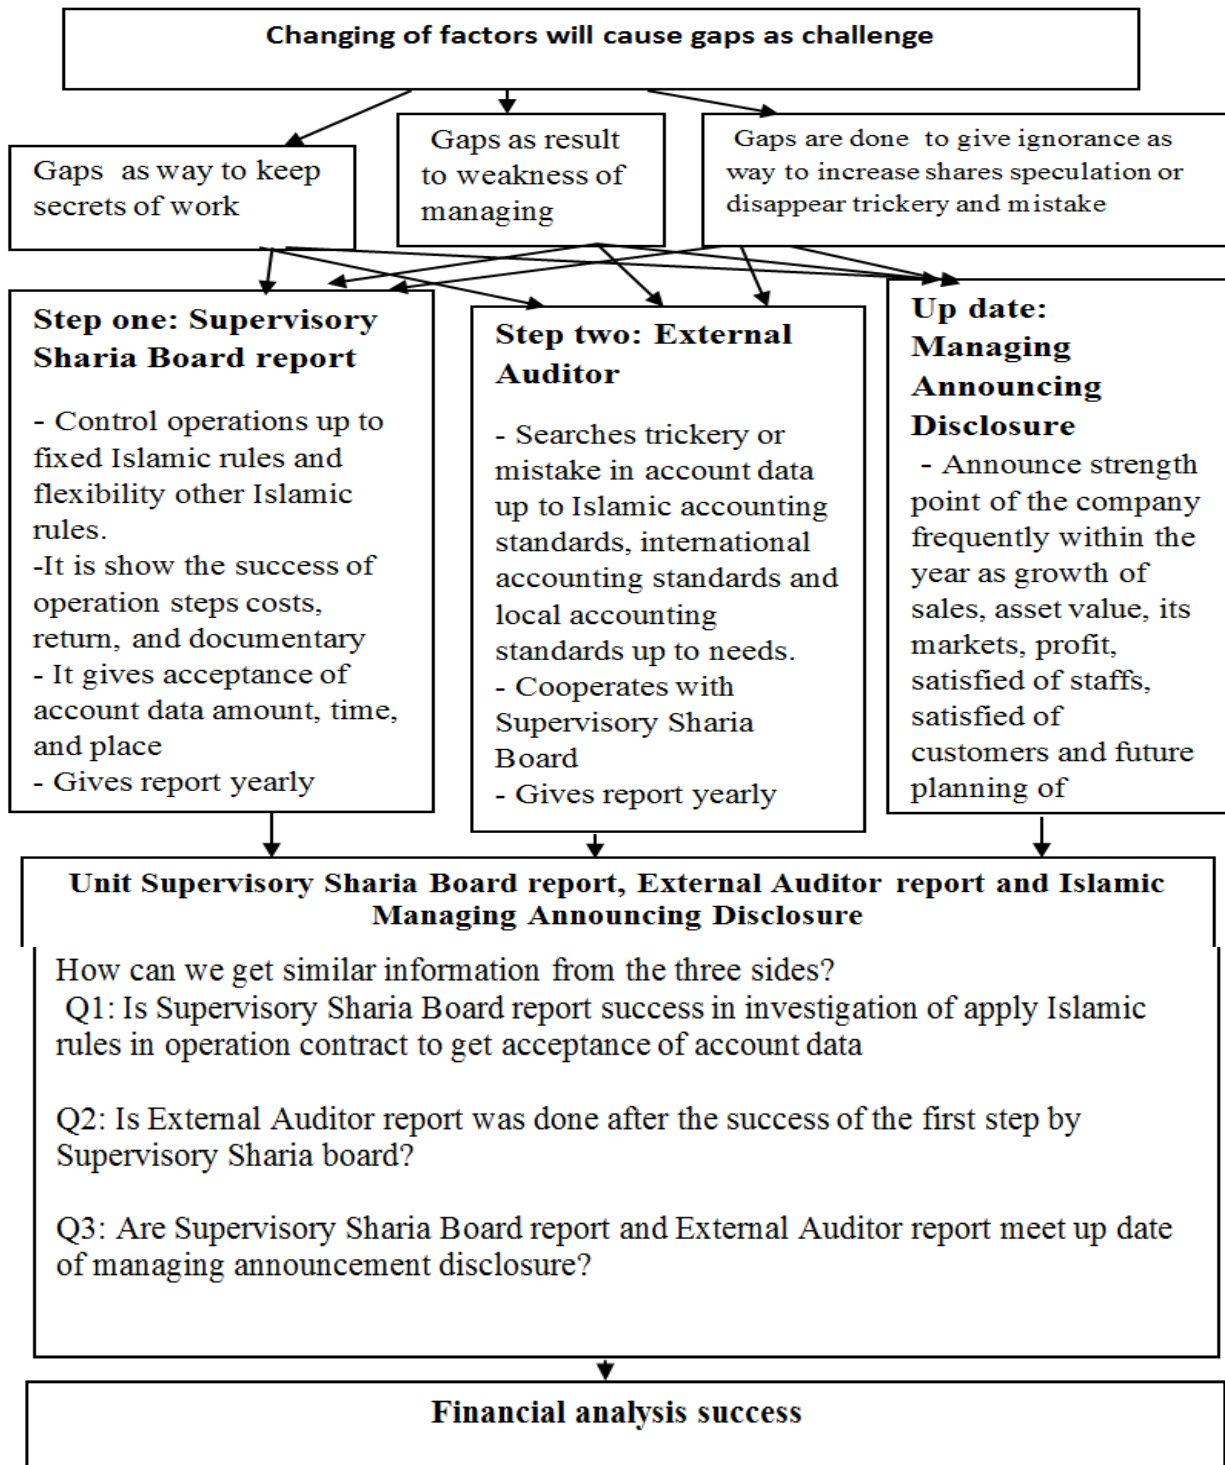 Changing of factors will cause gaps as challenge
Gaps as way to keep
secrets of work
Gaps as result
to weakness of
managing
Gaps are done to give ignorance as
way to increase shares speculation or
disappear trickery and mistake
Step one: Supervisory
Sharia Board report
- Control operations up to
fixed Islamic rules and
flexibility other Islamic
rules.
-It is show the success of
operation steps costs,
return, and documentary
- It gives acceptance of
account data amount, time,
and place
- Gives report yearly
Step two: External
Auditor
- Searches trickery or
mistake in account data
up to Islamic accounting
standards, international
accounting standards and
local accounting
standards up to needs.
- Cooperates with
Supervisory Sharia
Board
- Gives report yearly
Up date:
Managing
Announcing
Disclosure
- Announce strength
point of the company
frequently within the
year as growth of
sales, asset value, its
markets, profit,
satisfied of staffs,
satisfied of
customers and future
planning of
Unit Supervisory Sharia Board report, External Auditor report and Islamic
Managing Announcing Disclosure
How can we get similar information from the three sides?
Q1: Is Supervisory Sharia Board report success in investigation of apply Islamic
rules in operation contract to get acceptance of account data
Q2: Is External Auditor report was done after the success of the first step by
Supervisory Sharia board?
Q3: Are Supervisory Sharia Board report and External Auditor report meet up date
of managing announcement disclosure?
Financial analysis success